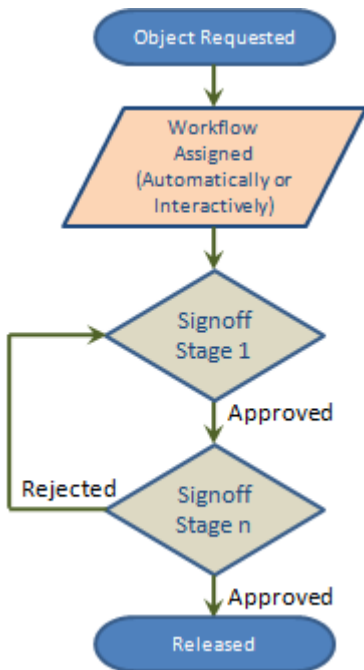 Object Requested
Workflow
Assigned
(Automatically or
Interactively)
Signoff
Stage 1
Approved
Rejected
Signoff
Stage n
Approved
Released